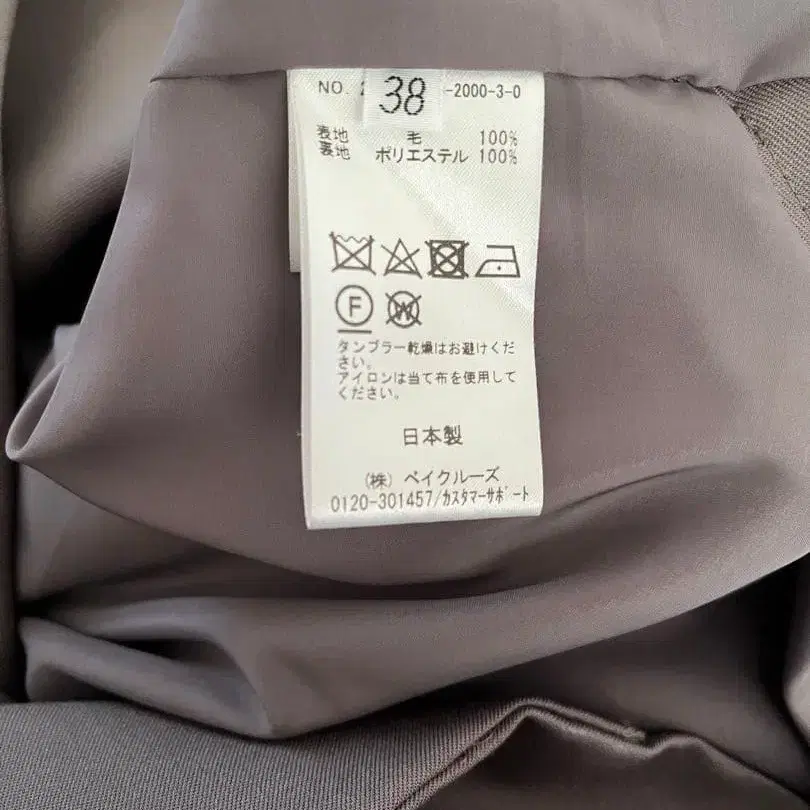 NO. 38 -2000-3-0
表地 毛 100%
裏地 ポリエステル 100%
F W
タンブラー乾燥はお避けくだ
さい。
アイロンは当て布を使用して
ください。
日本製
(株) ベイクルーズ
0120-301457/カスタマーサポート